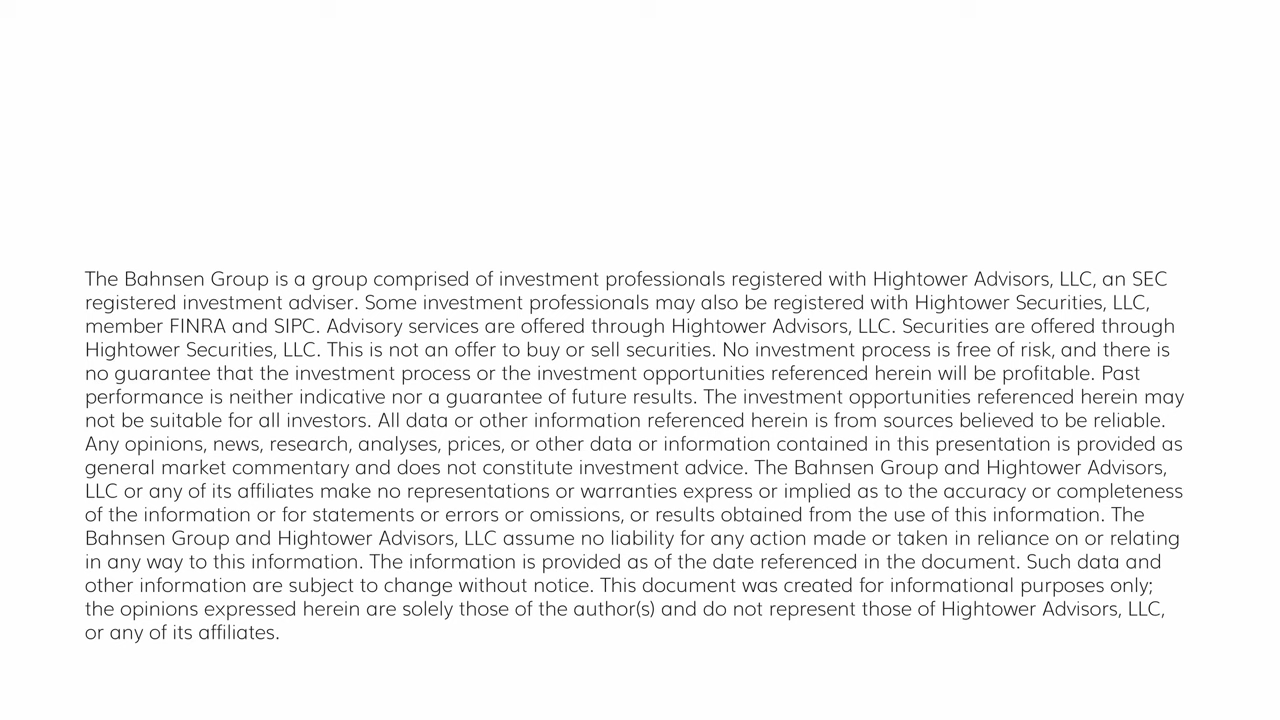 The Bahnsen Group is a group comprised of investment professionals registered with Hightower Advisors, LLC, an SEC
registered investment adviser. Some investment professionals may also be registered with Hightower Securities, LLC,
member FINRA and SIPC. Advisory services are offered through Hightower Advisors, LLC. Securities are offered through
Hightower Securities, LLC. This is not an offer to buy or sell securities. No investment process is free of risk, and there is
no guarantee that the investment process or the investment opportunities referenced herein will be profitable. Past
performance is neither indicative nor a guarantee of future results. The investment opportunities referenced herein may
not be suitable for all investors. All data or other information referenced herein is from sources believed to be reliable.
Any opinions, news, research, analyses, prices, or other data or information contained in this presentation is provided as
general market commentary and does not constitute investment advice. The Bahnsen Group and Hightower Advisors,
LLC or any of its affiliates make no representations or warranties express or implied as to the accuracy or completeness
of the information or for statements or errors or omissions, or results obtained from the use of this information. The
Bahnsen Group and Hightower Advisors, LLC assume no liability for any action made or taken in reliance on or relating
in any way to this information. The information is provided as of the date referenced in the document. Such data and
other information are subject to change without notice. This document was created for informational purposes only;
the opinions expressed herein are solely those of the author(s) and do not represent those of Hightower Advisors, LLC,
or any of its affiliates.